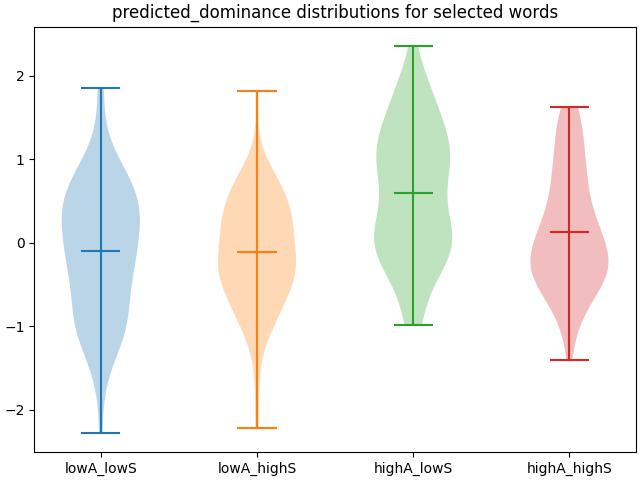 predicted_dominance distributions for selected words
2
1
0
−1
−2
lowA_lowS
lowA_highS
highA_lowS
highA_highS